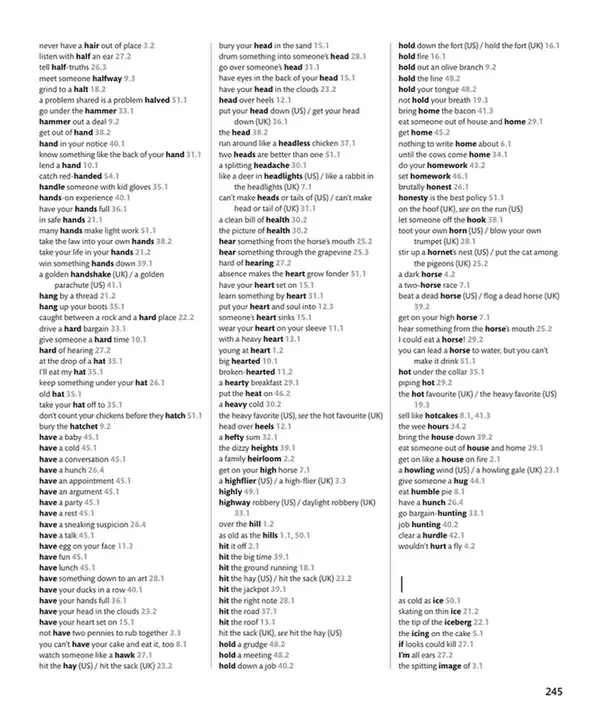 never have a hair out of place 3.2
listen with half an ear 27.2
tell half-truths 26.3
meet someone halfway 9.3
grind to a halt 18.2
a problem shared is a problem halved 51.1
go under the hammer 33.1
hammer out a deal 9.2
get out of hand 38.2
hand in your notice 40.1
know something like the back of your hand 31.1
lend a hand 10.1
catch red-handed 54.1
handle someone with kid gloves 35.1
hands-on experience 40.1
have your hands full 36.1
in safe hands 21.1
many hands make light work 51.1
take the law into your own hands 38.2
take your life in your hands 21.2
win something hands down 39.1
a golden handshake (UK) / a golden
parachute (US) 41.1
hang by a thread 21.2
hang up your boots 35.1
caught between a rock and a hard place 22.2
drive a hard bargain 33.1
give someone a hard time 10.1
hard of hearing 27.2
at the drop of a hat 35.1
I'll eat my hat 35.1
keep something under your hat 26.1
old hat 35.1
take your hat off to 35.1
don't count your chickens before they hatch 51.1
bury the hatchet 9.2
have a baby 45.1
have a cold 45.1
have a conversation 45.1
have a hunch 26.4
have an appointment 45.1
have an argument 45.1
have a party 45.1
have a rest 45.1
have a sneaking suspicion 26.4
have a talk 45.1
have egg on your face 11.3
have fun 45.1
have lunch 45.1
have something down to an art 28.1
have your ducks in a row 40.1
have your hands full 36.1
have your head in the clouds 23.2
have your heart set on 15.1
not have two pennies to rub together 3.3
you can't have your cake and eat it, too 8.1
watch someone like a hawk 27.1
hit the hay (US) / hit the sack (UK) 23.2
bury your head in the sand 15.1
drum something into someone's head 28.1
go over someone's head 31.1
have eyes in the back of your head 15.1
have your head in the clouds 23.2
head over heels 12.1
put your head down (US) / get your head
down (UK) 36.1
the head 38.2
run around like a headless chicken 37.1
two heads are better than one 51.1
a splitting headache 30.1
like a deer in headlights (US) / like a rabbit in
the headlights (UK) 7.1
can't make heads or tails of (US) / can't make
head or tail of (UK) 31.1
a clean bill of health 30.2
the picture of health 30.2
hear something from the horse's mouth 25.2
hear something through the grapevine 25.3
hard of hearing 27.2
absence makes the heart grow fonder 51.1
have your heart set on 15.1
learn something by heart 31.1
put your heart and soul into 12.3
someone's heart sinks 15.1
wear your heart on your sleeve 11.1
with a heavy heart 13.1
young at heart 1.2
big hearted 10.1
broken-hearted 11.2
a hearty breakfast 29.1
put the heat on 46.2
a heavy cold 30.2
the heavy favorite (US), see the hot favourite (UK)
head over heels 12.1
a hefty sum 32.1
the dizzy heights 39.1
a family heirloom 2.2
get on your high horse 7.1
a highflier (US) / a high-flier (UK) 3.3
highly 49.1
highway robbery (US) / daylight robbery (UK)
33.1
over the hill 1.2
as old as the hills 1.1, 50.1
hit it off 2.1
hit the big time 39.1
hit the ground running 18.1
hit the hay (US) / hit the sack (UK) 23.2
hit the jackpot 39.1
hit the right note 28.1
hit the road 37.1
hit the roof 13.1
hit the sack (UK), see hit the hay (US)
hold a grudge 48.2
hold a meeting 48.2
hold down a job 40.2
hold down the fort (US) / hold the fort (UK) 16.1
hold fire 16.1
hold out an olive branch 9.2
hold the line 48.2
hold your tongue 48.2
not hold your breath 19.3
bring home the bacon 41.3
eat someone out of house and home 29.1
get home 45.2
nothing to write home about 6.1
until the cows come home 34.1
do your homework 43.2
set homework 46.1
brutally honest 26.1
honesty is the best policy 51.1
on the hoof (UK), see on the run (US)
let someone off the hook 38.1
toot your own horn (US) / blow your own
trumpet (UK) 28.1
stir up a hornet's nest (US) / put the cat among
the pigeons (UK) 25.2
a dark horse 4.2
a two-horse race 7.1
beat a dead horse (US) / flog a dead horse (UK)
39.2
get on your high horse 7.1
hear something from the horse's mouth 25.2
I could eat a horse! 29.2
you can lead a horse to water, but you can't
make it drink 51.1
hot under the collar 35.1
piping hot 29.2
the hot favourite (UK) / the heavy favorite (US)
19.3
sell like hotcakes 8.1, 41.3
the wee hours 34.2
bring the house down 39.2
eat someone out of house and home 29.1
get on like a house on fire 2.1
a howling wind (US) / a howling gale (UK) 23.1
give someone a hug 44.1
eat humble pie 8.1
have a hunch 26.4
go bargain-hunting 33.1
job hunting 40.2
clear a hurdle 42.1
wouldn't hurt a fly 4.2
I
as cold as ice 50.1
skating on thin ice 21.2
the tip of the iceberg 22.1
the icing on the cake 5.1
if looks could kill 27.1
I'm all ears 27.2
the spitting image of 3.1
245